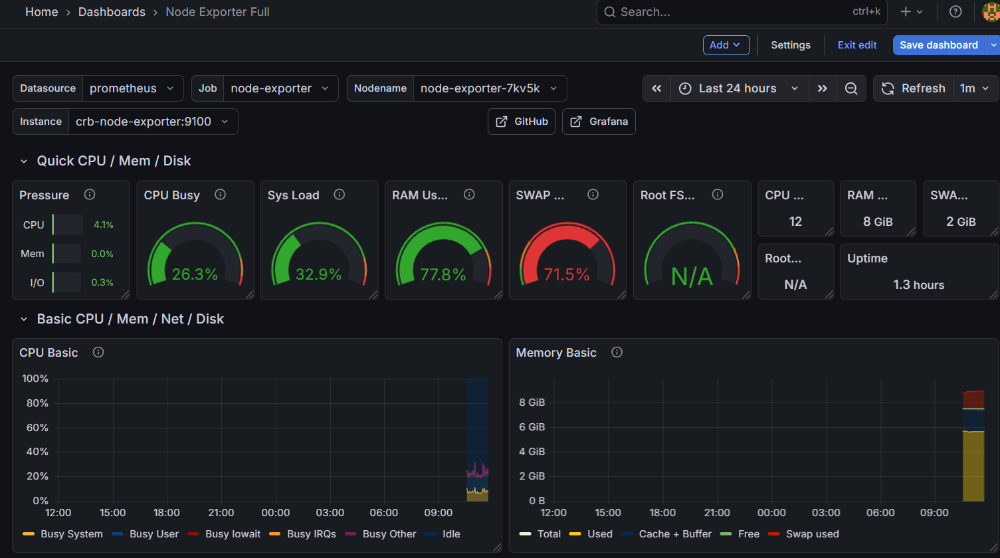 Home › Dashboards › Node Exporter Full
Search... ctrl+k
Add Settings Exit edit Save dashboard
Datasource prometheus Job node-exporter Nodename node-exporter-7kv5k Last 24 hours Refresh 1m
Instance crb-node-exporter:9100 GitHub Grafana
Quick CPU / Mem / Disk
Pressure
CPU 4.1%
Mem 0.0%
I/O 0.3%
CPU Busy
26.3%
Sys Load
32.9%
RAM Us...
77.8%
SWAP ...
71.5%
Root FS...
N/A
CPU ...
12
RAM ...
8 GiB
SWA...
2 GiB
Root...
N/A
Uptime
1.3 hours
Basic CPU / Mem / Net / Disk
CPU Basic
100%
80%
60%
40%
20%
0%
12:00 15:00 18:00 21:00 00:00 03:00 06:00 09:00
Busy System Busy User Busy Iowait Busy IRQs Busy Other Idle
Memory Basic
8 GiB
6 GiB
4 GiB
2 GiB
0 B
12:00 15:00 18:00 21:00 00:00 03:00 06:00 09:00
Total Used Cache + Buffer Free Swap used